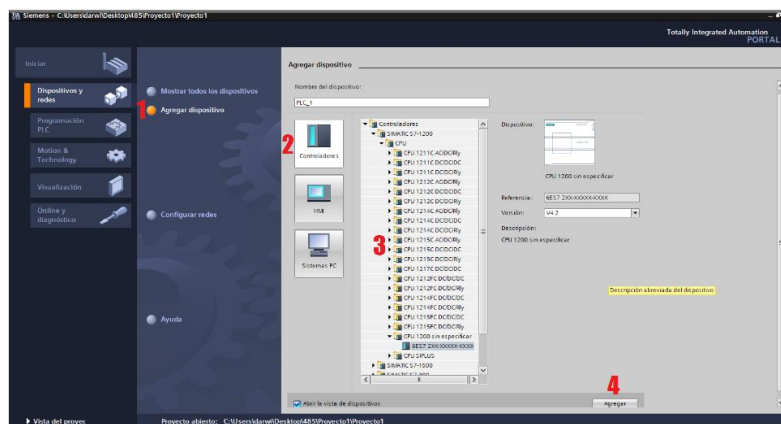 Siemens - C:\Users\darwi\Desktop\485\Proyecto1\Proyecto1
Totally Integrated Automation
PORTAL
Iniciar
Dispositivos y
redes
Programación
PLC
Motion &
Technology
Visualización
Online y
diagnóstico
1
Mostrar todos los dispositivos
Agregar dispositivo
Configurar redes
Ayuda
Agregar dispositivo
Nombre del dispositivo:
PLC_1
2
Controladores
HMI
Sistemas PC
3
Controladores
SIMATIC S7-1200
CPU
CPU 1211C AC/DC/Rly
CPU 1211C DC/DC/DC
CPU 1211C DC/DC/Rly
CPU 1212C AC/DC/Rly
CPU 1212C DC/DC/DC
CPU 1212C DC/DC/Rly
CPU 1214C AC/DC/Rly
CPU 1214C DC/DC/DC
CPU 1214C DC/DC/Rly
CPU 1215C AC/DC/Rly
CPU 1215C DC/DC/DC
CPU 1215C DC/DC/Rly
CPU 1217C DC/DC/DC
CPU 1212FC DC/DC/DC
CPU 1212FC DC/DC/Rly
CPU 1214FC DC/DC/DC
CPU 1214FC DC/DC/Rly
CPU 1215FC DC/DC/DC
CPU 1215FC DC/DC/Rly
CPU 1200 sin especificar
6ES7 2XX-XXXXX-XXXX
CPU SIPLUS
SIMATIC S7-1500
Dispositivo:
CPU 1200 sin especificar
Referencia:
6ES7 2XX-XXXXX-XXXX
Versión:
V4.2
Descripción:
CPU 1200 sin especificar
Descripción abreviada del dispositivo
4
Abrir la vista de dispositivos
Agregar
Vista del proyec
Proyecto abierto: C:\Users\darwi\Desktop\485\Proyecto1\Proyecto1